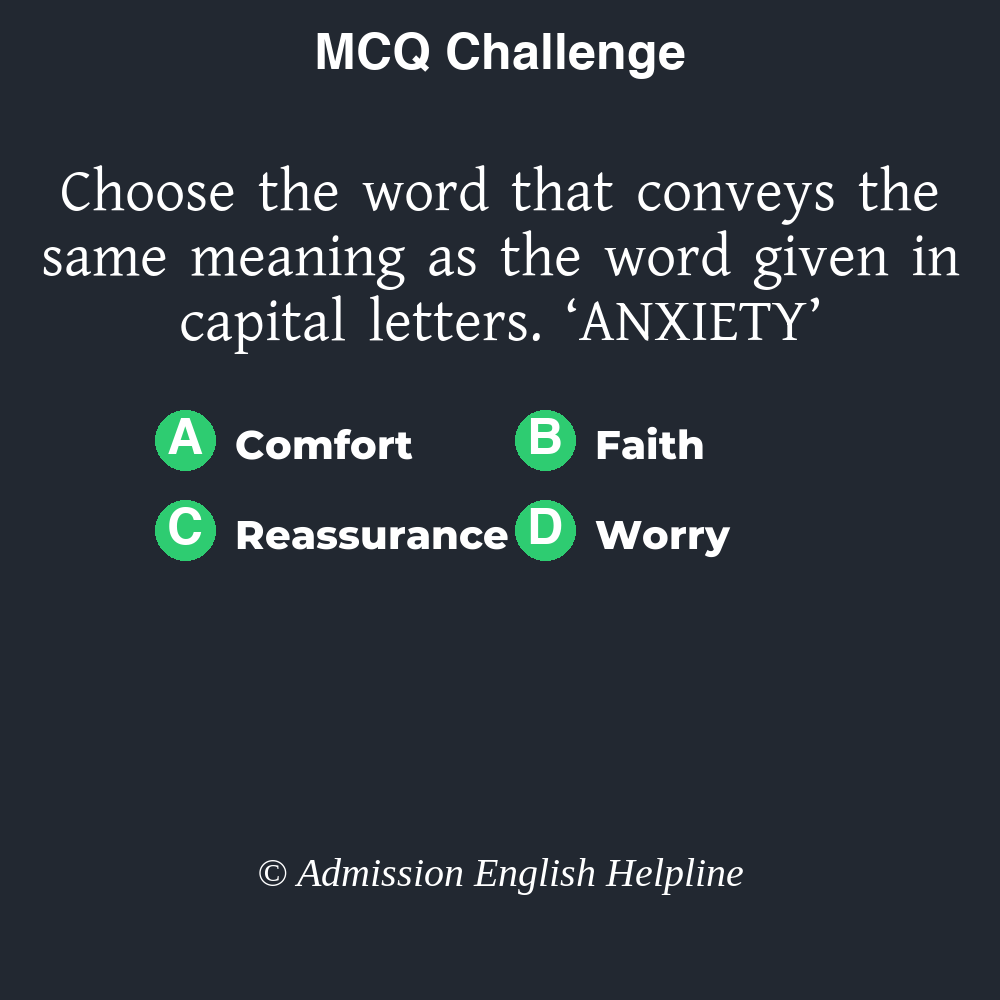 MCQ Challenge
Choose the word that conveys the
same meaning as the word given in
capital letters. ‘ANXIETY’
A Comfort B Faith
C Reassurance D Worry
© Admission English Helpline